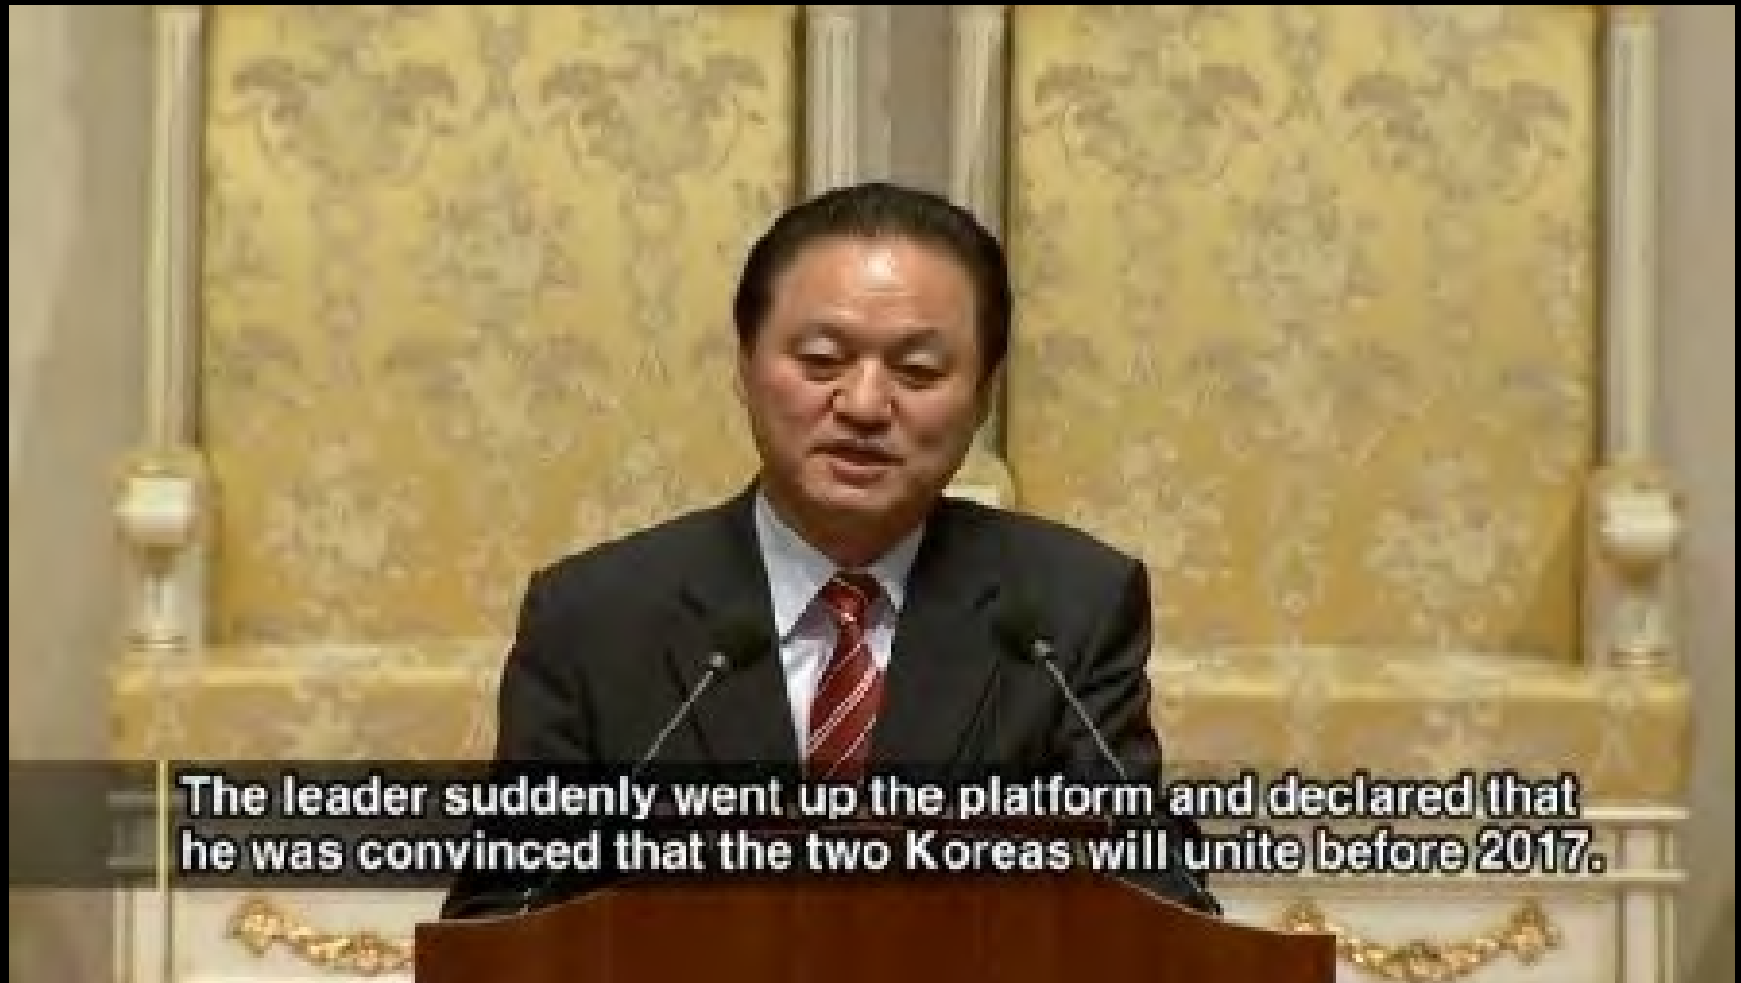 The leader suddenly went up the platform and declared that
he was convinced that the two Koreas will unite before 2017.